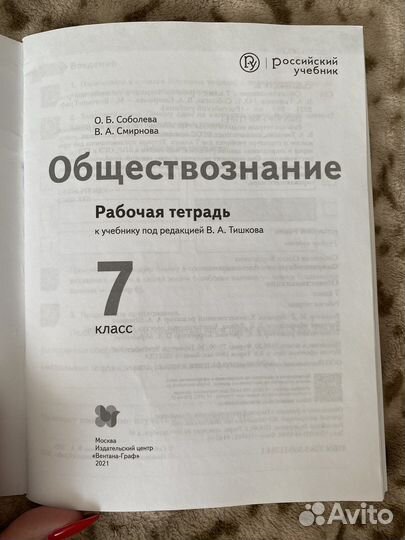 российский
учебник
О. Б. Соболева
В. А. Смирнова
Обществознание
Рабочая тетрадь
к учебнику под редакцией В. А. Тишкова
7
класс
Москва
Издательский центр
«Вентана-Граф»
2021
Avito